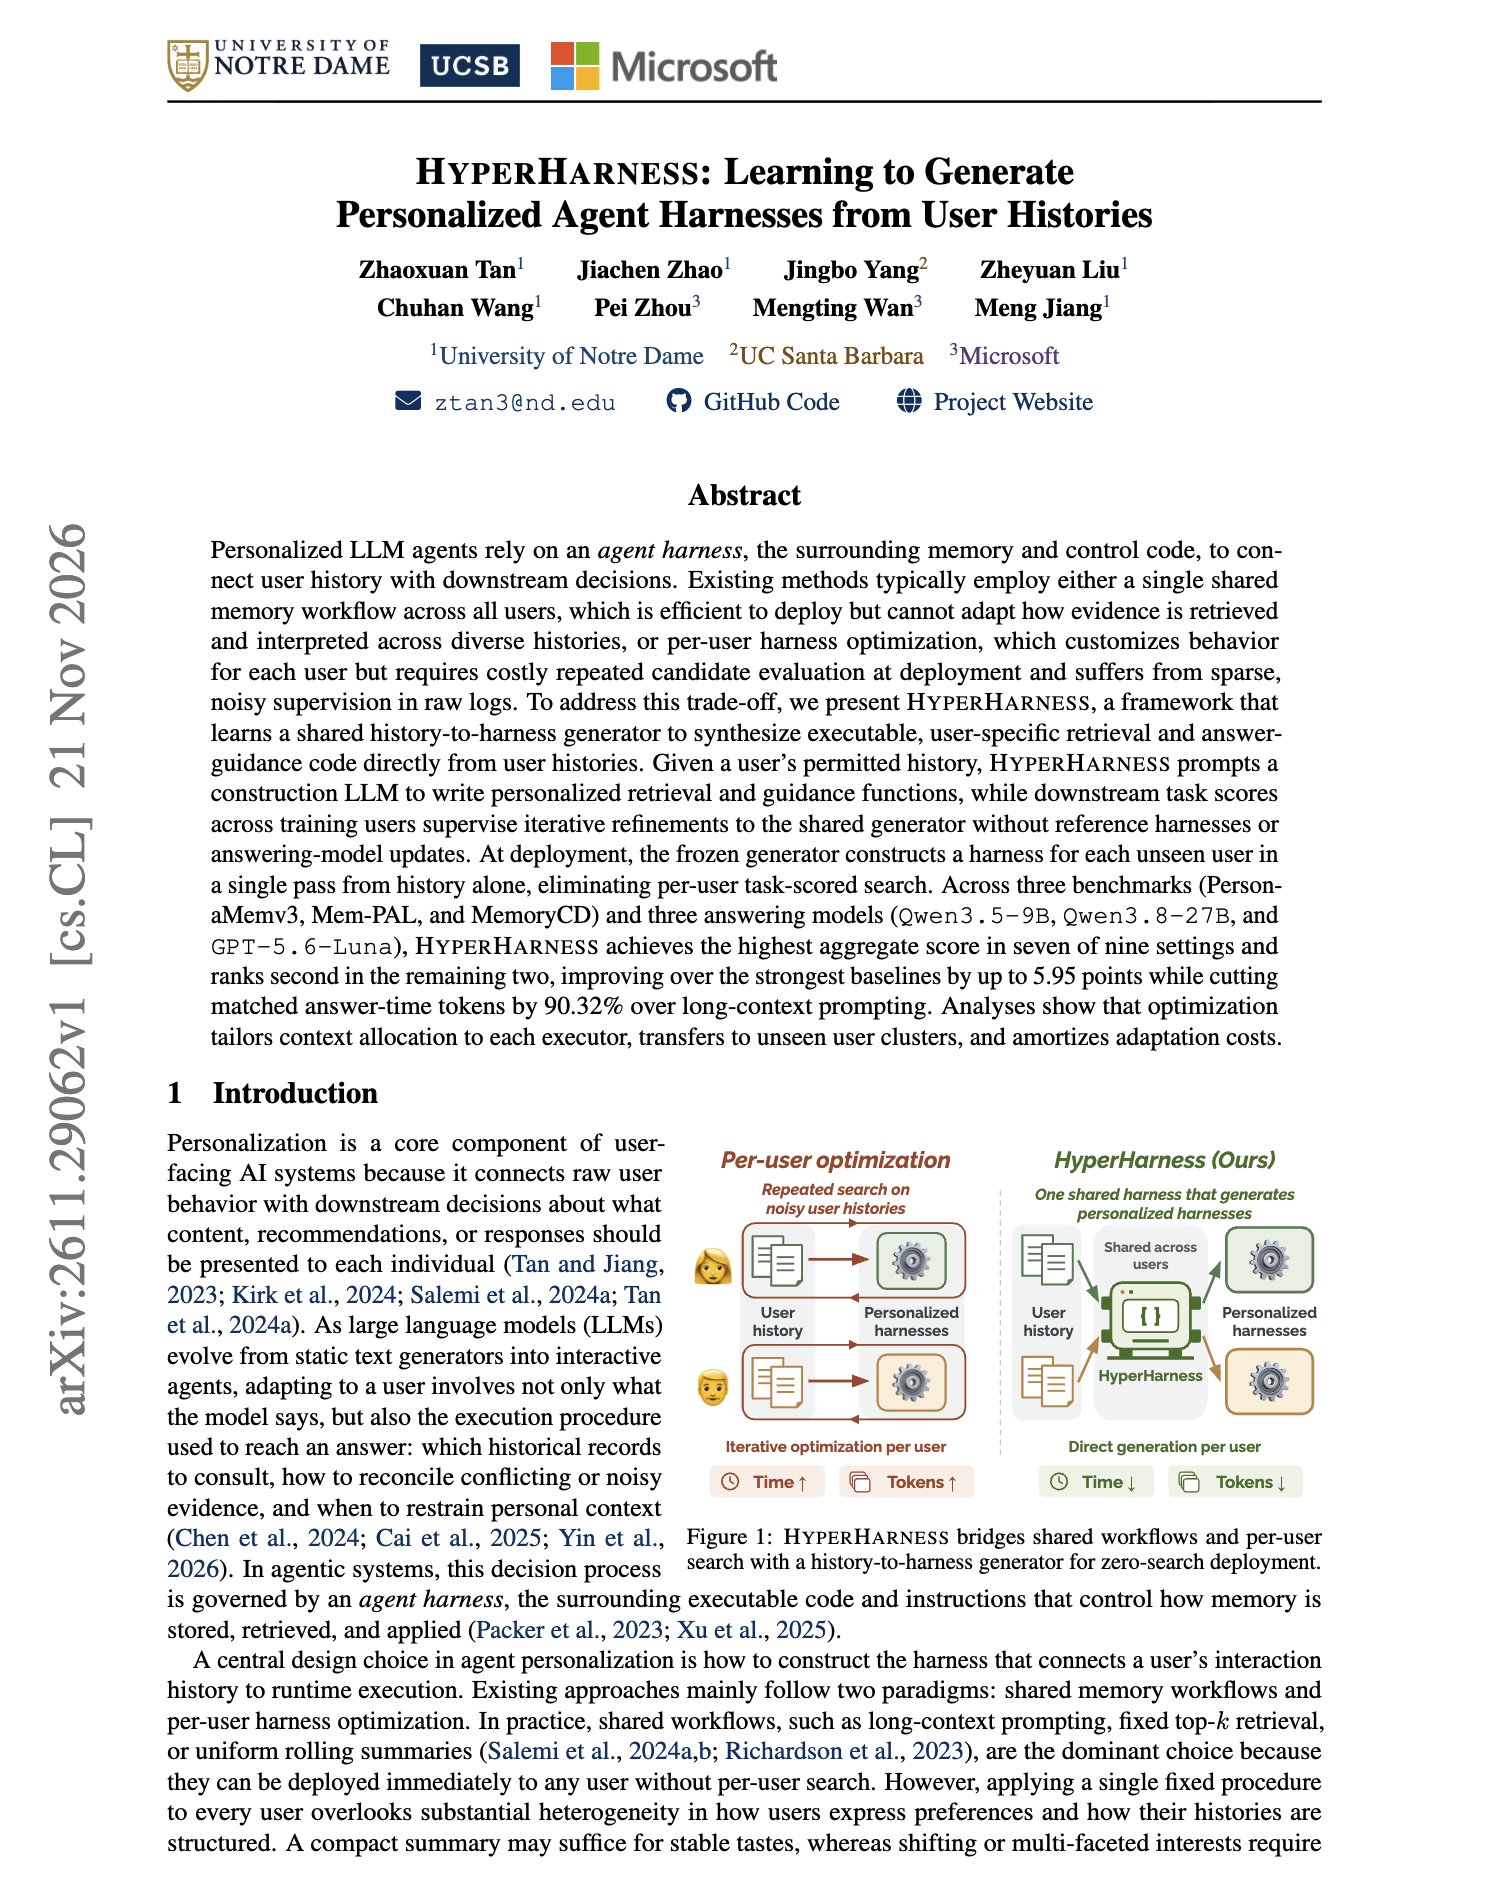 UNIVERSITY OF
NOTRE DAME
UCSB
Microsoft
HYPERHARNESS: Learning to Generate
Personalized Agent Harnesses from User Histories
Zhaoxuan Tan1 Jiachen Zhao1 Jingbo Yang2 Zheyuan Liu1
Chuhan Wang1 Pei Zhou3 Mengting Wan3 Meng Jiang1
1University of Notre Dame 2UC Santa Barbara 3Microsoft
ztan3@nd.edu GitHub Code Project Website
arXiv:2611.29062v1 [cs.CL] 21 Nov 2026
Abstract
Personalized LLM agents rely on an agent harness, the surrounding memory and control code, to con-
nect user history with downstream decisions. Existing methods typically employ either a single shared
memory workflow across all users, which is efficient to deploy but cannot adapt how evidence is retrieved
and interpreted across diverse histories, or per-user harness optimization, which customizes behavior
for each user but requires costly repeated candidate evaluation at deployment and suffers from sparse,
noisy supervision in raw logs. To address this trade-off, we present HYPERHARNESS, a framework that
learns a shared history-to-harness generator to synthesize executable, user-specific retrieval and answer-
guidance code directly from user histories. Given a user's permitted history, HYPERHARNESS prompts a
construction LLM to write personalized retrieval and guidance functions, while downstream task scores
across training users supervise iterative refinements to the shared generator without reference harnesses or
answering-model updates. At deployment, the frozen generator constructs a harness for each unseen user in
a single pass from history alone, eliminating per-user task-scored search. Across three benchmarks (Person-
aMemv3, Mem-PAL, and MemoryCD) and three answering models (Qwen3.5-9B, Qwen3.8-27B, and
GPT-5.6-Luna), HYPERHARNESS achieves the highest aggregate score in seven of nine settings and
ranks second in the remaining two, improving over the strongest baselines by up to 5.95 points while cutting
matched answer-time tokens by 90.32% over long-context prompting. Analyses show that optimization
tailors context allocation to each executor, transfers to unseen user clusters, and amortizes adaptation costs.
1 Introduction
Personalization is a core component of user-
facing AI systems because it connects raw user
behavior with downstream decisions about what
content, recommendations, or responses should
be presented to each individual (Tan and Jiang,
2023; Kirk et al., 2024; Salemi et al., 2024a; Tan
et al., 2024a). As large language models (LLMs)
evolve from static text generators into interactive
agents, adapting to a user involves not only what
the model says, but also the execution procedure
used to reach an answer: which historical records
to consult, how to reconcile conflicting or noisy
evidence, and when to restrain personal context
(Chen et al., 2024; Cai et al., 2025; Yin et al.,
2026). In agentic systems, this decision process
Per-user optimization
Repeated search on
noisy user histories
User
history
Personalized
harnesses
Iterative optimization per user
Time ↑ Tokens ↑
HyperHarness (Ours)
One shared harness that generates
personalized harnesses
Shared across
users
User
history
{ }
HyperHarness
Personalized
harnesses
Direct generation per user
Time ↓ Tokens ↓
Figure 1: HYPERHARNESS bridges shared workflows and per-user
search with a history-to-harness generator for zero-search deployment.
is governed by an agent harness, the surrounding executable code and instructions that control how memory is
stored, retrieved, and applied (Packer et al., 2023; Xu et al., 2025).
A central design choice in agent personalization is how to construct the harness that connects a user's interaction
history to runtime execution. Existing approaches mainly follow two paradigms: shared memory workflows and
per-user harness optimization. In practice, shared workflows, such as long-context prompting, fixed top-k retrieval,
or uniform rolling summaries (Salemi et al., 2024a,b; Richardson et al., 2023), are the dominant choice because
they can be deployed immediately to any user without per-user search. However, applying a single fixed procedure
to every user overlooks substantial heterogeneity in how users express preferences and how their histories are
structured. A compact summary may suffice for stable tastes, whereas shifting or multi-faceted interests require